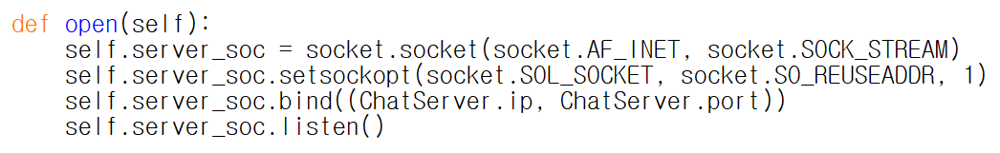 def open(self):
    self.server_soc = socket.socket(socket.AF_INET, socket.SOCK_STREAM)
    self.server_soc.setsockopt(socket.SOL_SOCKET, socket.SO_REUSEADDR, 1)
    self.server_soc.bind((ChatServer.ip, ChatServer.port))
    self.server_soc.listen()